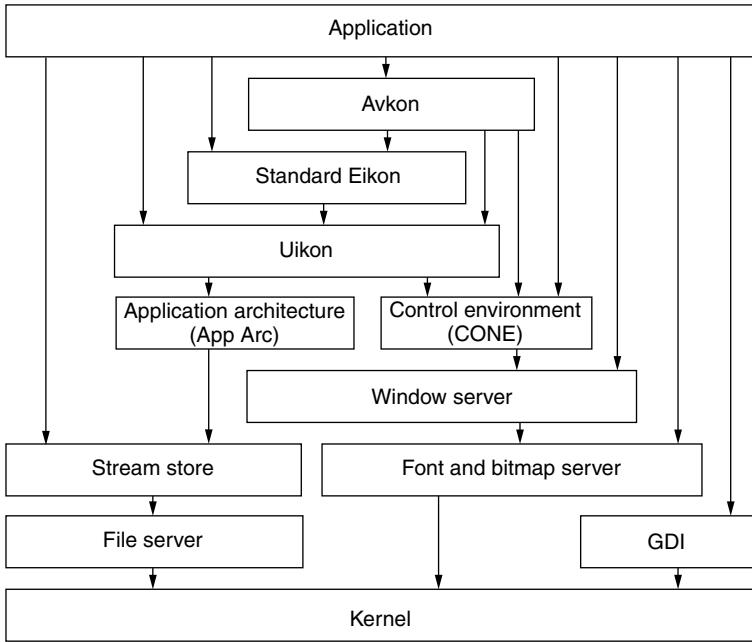 Application
Avkon
Standard Eikon
Uikon
Application architecture
(App Arc)
Control environment
(CONE)
Window server
Stream store
Font and bitmap server
File server
GDI
Kernel